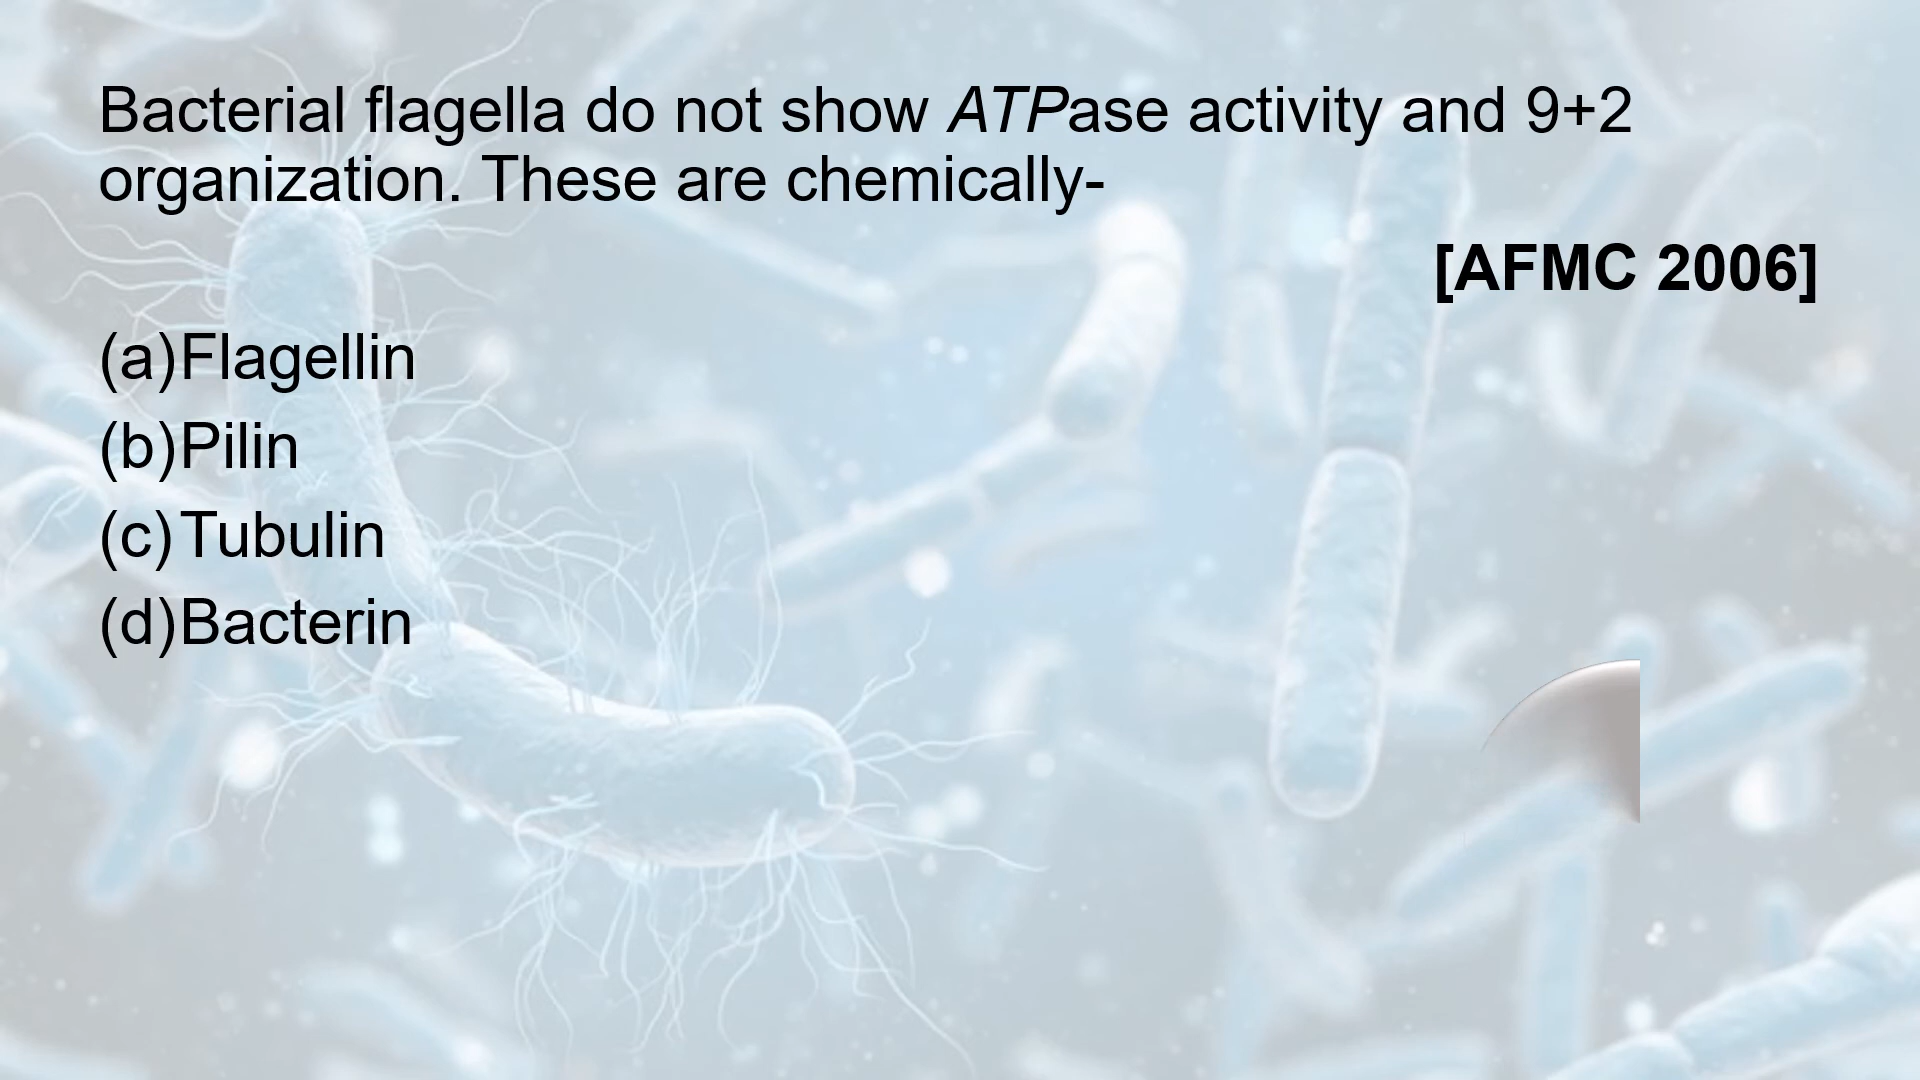 Bacterial flagella do not show ATPase activity and 9+2
organization. These are chemically-
[AFMC 2006]
(a)Flagellin
(b)Pilin
(c)Tubulin
(d)Bacterin